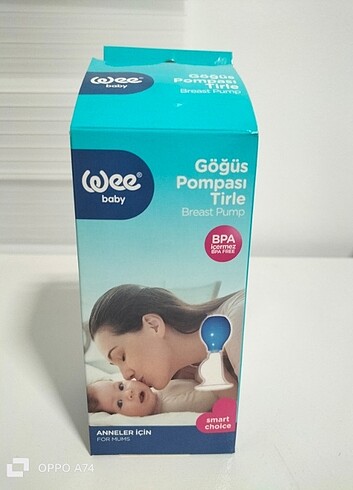 Wee®
baby
Göğüs
Pompası
Tirle
Breast Pump
Wee®
baby
Göğüs
Pompası
Tirle
Breast Pump
BPA
içermez
BPA FREE
smart
choice
ANNELER İÇİN
FOR MUMS
OPPO A74